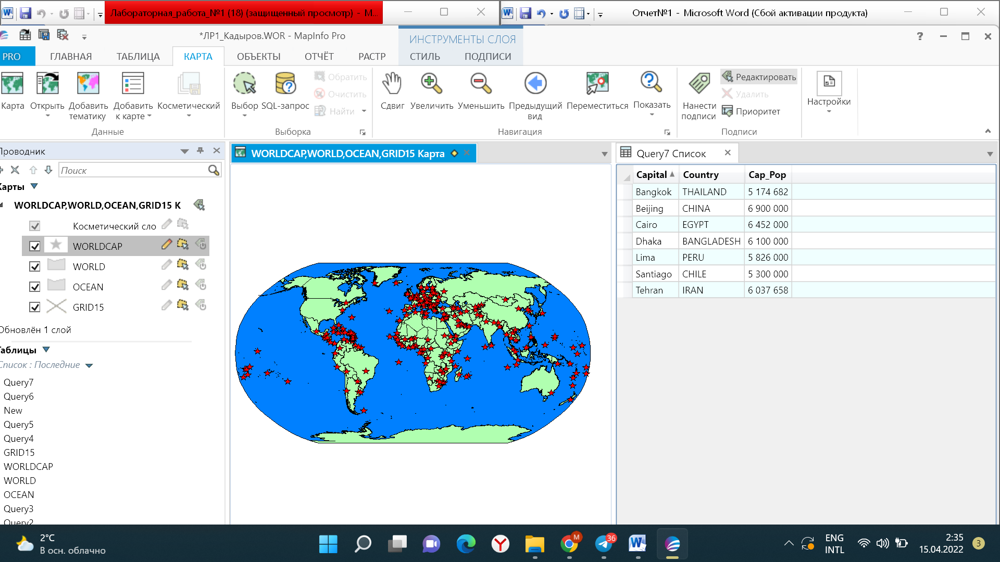 Лабораторная_работа_№1 (18) (защищенный просмотр) - M...
Отчет№1 - Microsoft Word (Сбой активации продукта)
*ЛР1_Кадыров.WOR - MapInfo Pro
ИНСТРУМЕНТЫ СЛОЯ
PRO ГЛАВНАЯ ТАБЛИЦА КАРТА ОБЪЕКТЫ ОТЧЁТ РАСТР СТИЛЬ ПОДПИСИ
Карта
Открыть
Добавить тематику
Добавить к карте
Косметический
Данные
Выбор
SQL-запрос
Обратить
Очистить
Найти
Выборка
Сдвиг
Увеличить
Уменьшить
Предыдущий вид
Переместиться
Показать
Навигация
Нанести подписи
Редактировать
Удалить
Приоритет
Подписи
Настройки
Проводник
Поиск
Карты
WORLDCAP,WORLD,OCEAN,GRID15 К
Косметический сло
WORLDCAP
WORLD
OCEAN
GRID15
Обновлён 1 слой
Таблицы
Список : Последние
Query7
Query6
New
Query5
Query4
GRID15
WORLDCAP
WORLD
OCEAN
Query3
Query2
WORLDCAP,WORLD,OCEAN,GRID15 Карта
Query7 Список
Capital Country Cap_Pop
Bangkok THAILAND 5 174 682
Beijing CHINA 6 900 000
Cairo EGYPT 6 452 000
Dhaka BANGLADESH 6 100 000
Lima PERU 5 826 000
Santiago CHILE 5 300 000
Tehran IRAN 6 037 658
2°C
В осн. облачно
M
36
ENG
INTL
2:35
15.04.2022
3